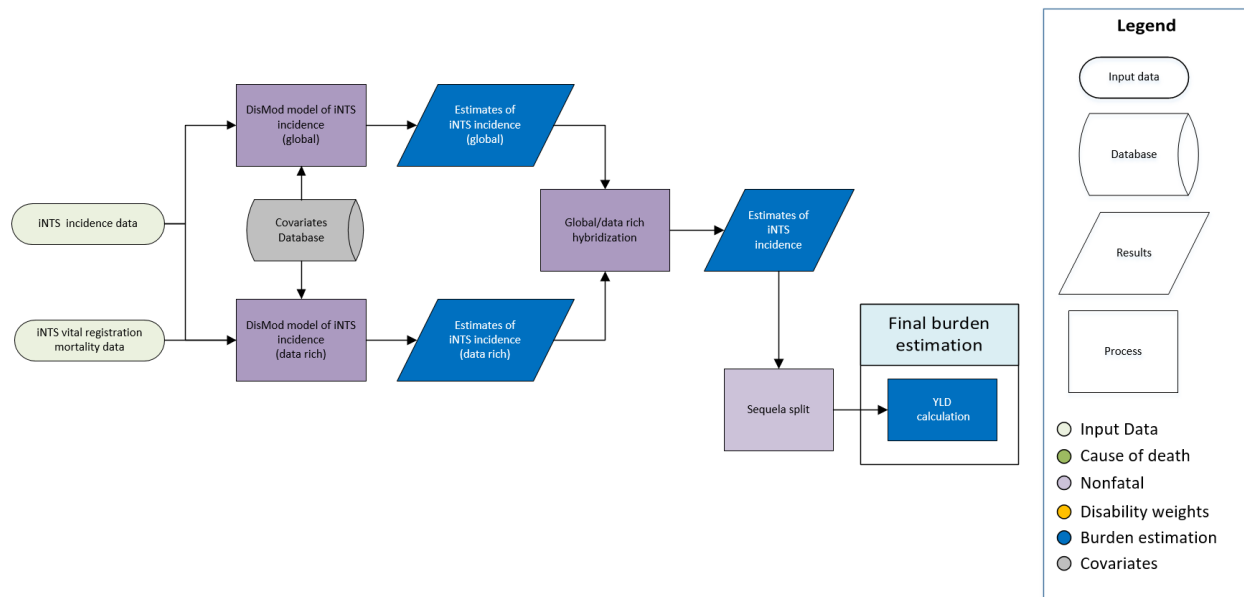 iNTS incidence data
iNTS vital registration
mortality data
DisMod model of iNTS
incidence
(global)
Covariates
Database
DisMod model of iNTS
incidence
(data rich)
Estimates of
iNTS incidence
(global)
Estimates of
iNTS incidence
(data rich)
Global/data rich
hybridization
Estimates of
iNTS
incidence
Sequela split
Final burden
estimation
YLD
calculation
Legend
Input data
Database
Results
Process
Input Data
Cause of death
Nonfatal
Disability weights
Burden estimation
Covariates